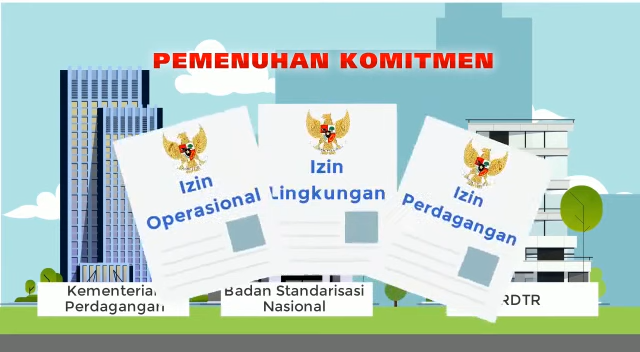 PEMENUHAN KOMITMEN
Izin
Operasional
Izin
Lingkungan
Izin
Perdagangan
Kementerian
Perdagangan
Badan Standarisasi
Nasional
RDTR